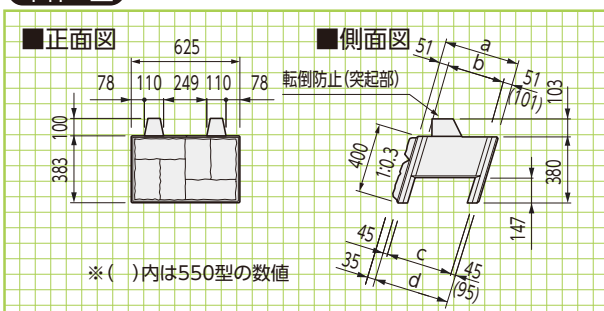 ■正面図
625
78 110 249 110 78
100
383
※(　)内は550型の数値
■側面図
転倒防止(突起部)
51
a
b
51
(101)
103
400
1:0.3
380
147
45
35
c
d
45
(95)